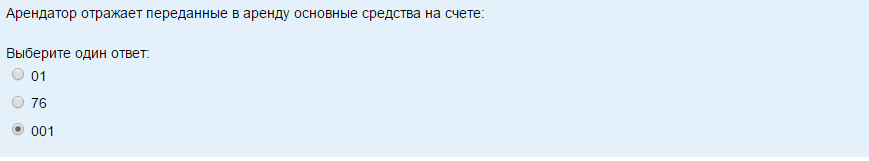 Арендатор отражает переданные в аренду основные средства на счете:
Выберите один ответ:
01
76
001